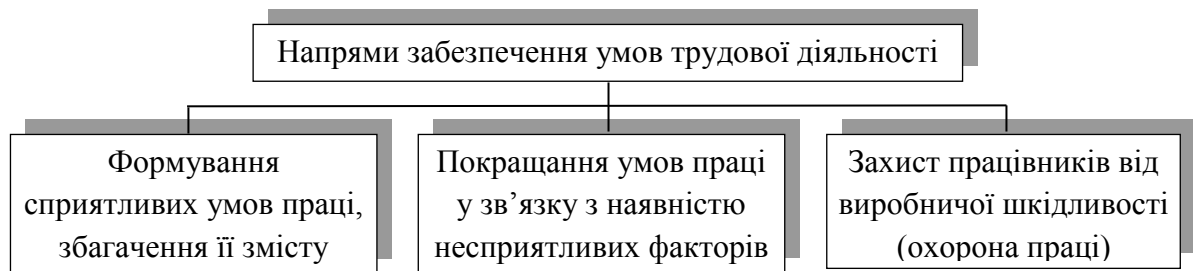 Напрями забезпечення умов трудової діяльності
Формування
сприятливих умов праці,
збагачення її змісту
Покращання умов праці
у зв’язку з наявністю
несприятливих факторів
Захист працівників від
виробничої шкідливості
(охорона праці)